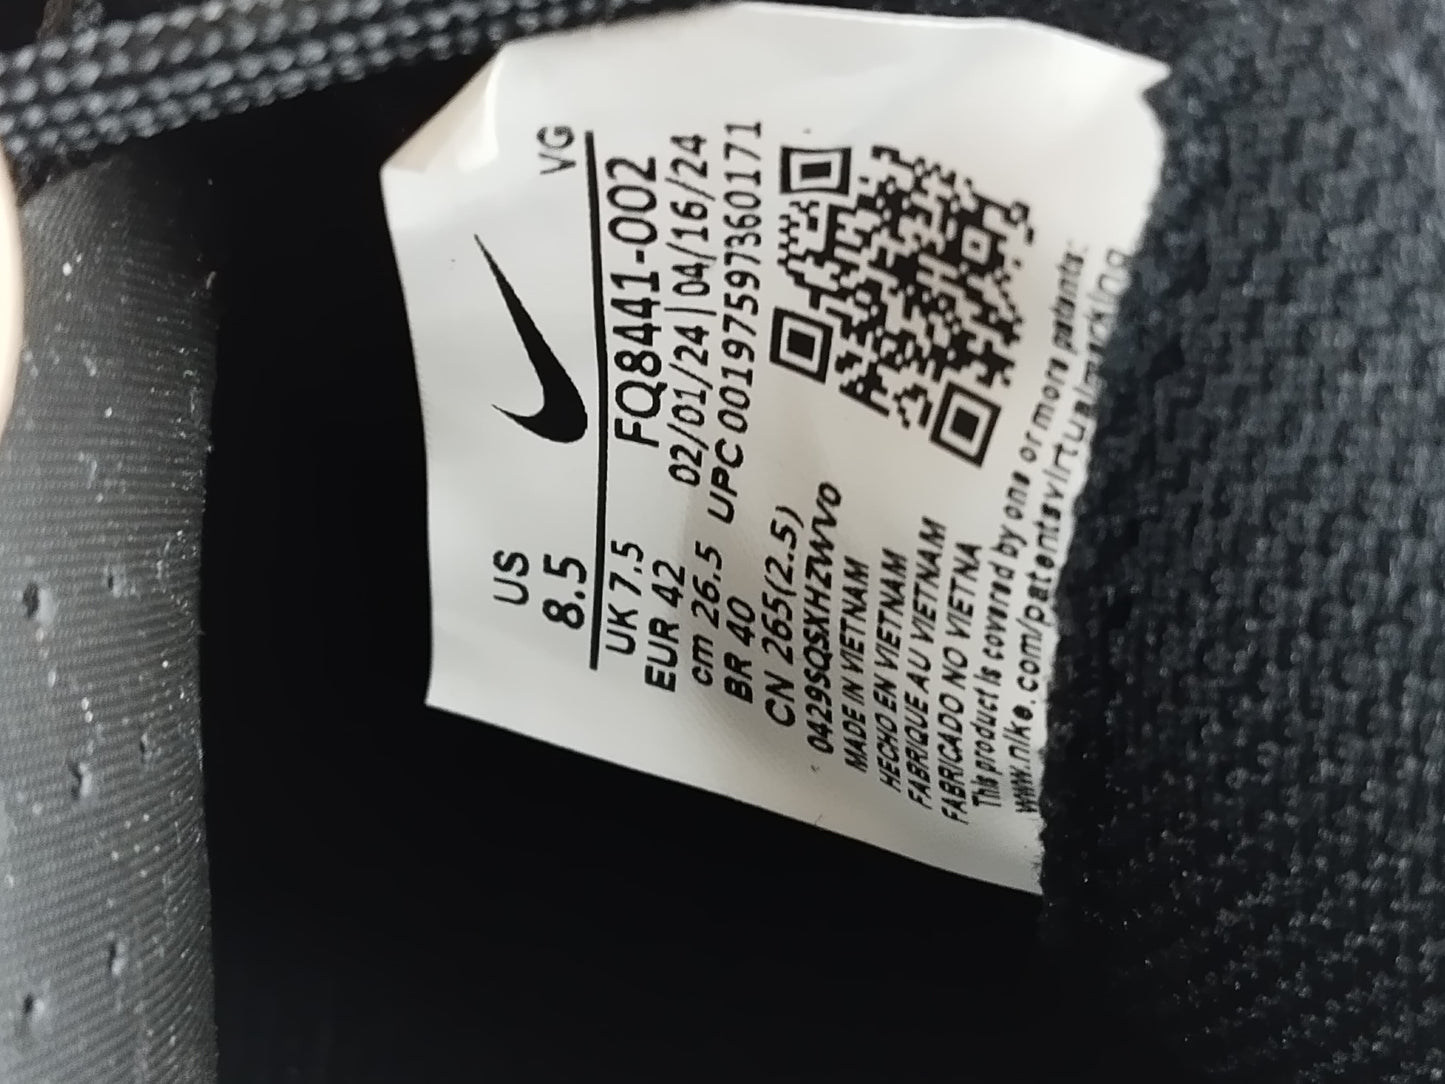 US
8.5
VG
UK 7.5
FQ8441-002
EUR 42
02/01/24|04/16/24
cm 26.5
UPC 00197597360171
BR 40
CN 265(2.5)
MADE IN VIETNAM
HECHO EN VIETNAM
FABRIQUE AU VIETNAM
FABRICADO NO VIETNA
This product is covered by one or more patents:
www.nike.com/patentsvirtualmarking